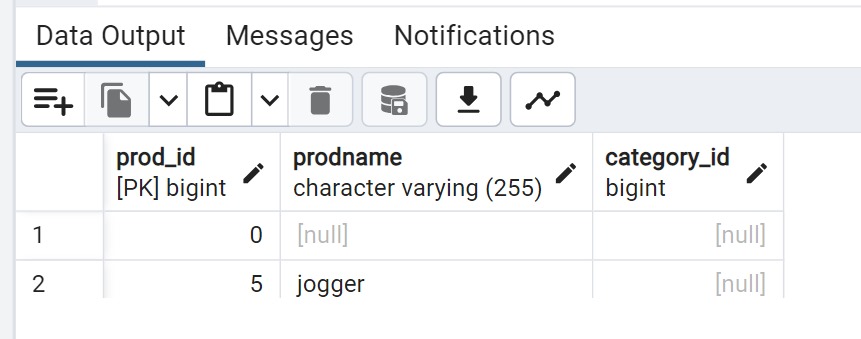 Data Output Messages Notifications
prod_id prodname category_id
[PK] bigint character varying (255) bigint
1 0 [null] [null]
2 5 jogger [null]